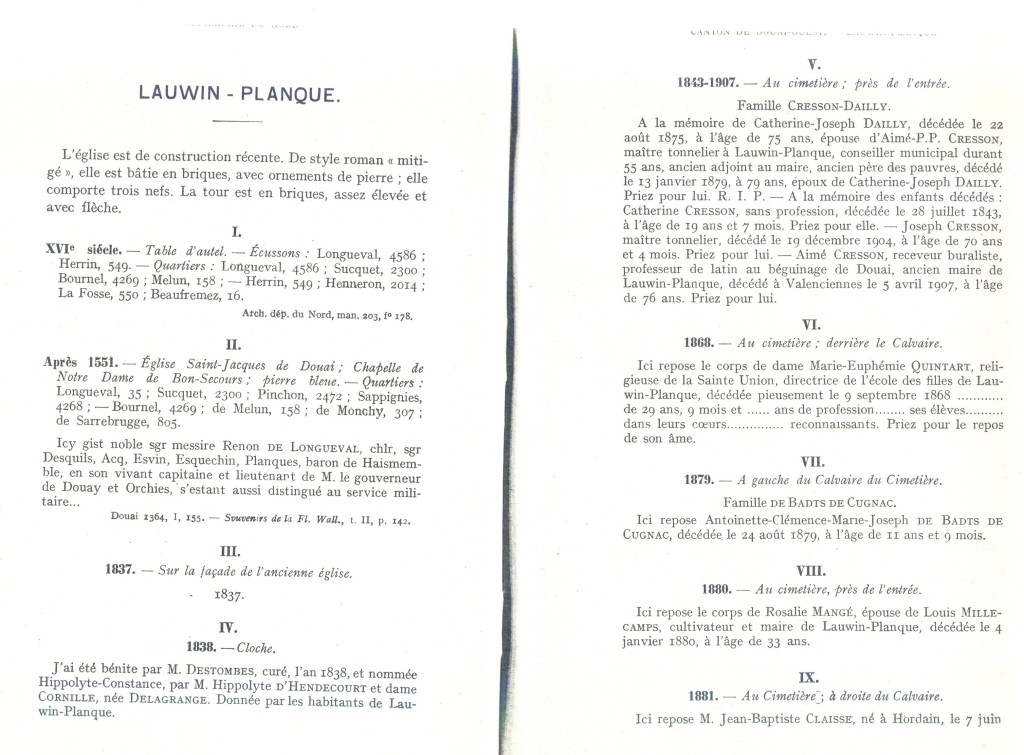 LAUWIN - PLANQUE.
L'église est de construction récente. De style roman « miti-
gé », elle est bâtie en briques, avec ornements de pierre ; elle
comporte trois nefs. La tour est en briques, assez élevée et
avec flèche.
I.
XVIe siècle. — Table d'autel. — Écussons : Longueval, 4586 ;
Herrin, 549. — Quartiers : Longueval, 4586 ; Sucquet, 2300 ;
Bournel, 4269 ; Melun, 158 ; — Herrin, 549 ; Henneron, 2014 ;
La Fosse, 550 ; Beaufremez, 16.
Arch. dép. du Nord, man. 203, fo 178.
II.
Après 1551. — Église Saint-Jacques de Douai ; Chapelle de
Notre Dame de Bon-Secours ; pierre bleue. — Quartiers :
Longueval, 35 ; Sucquet, 2300 ; Pinchon, 2472 ; Sappignies,
4268 ; — Bournel, 4269 ; de Melun, 158 ; de Monchy, 307 ;
de Sarrebrugge, 805.
Icy gist noble sgr messire Renon DE LONGUEVAL, chlr, sgr
Desquils, Acq, Esvin, Esquechin, Planques, baron de Haismem-
ble, en son vivant capitaine et lieutenant de M. le gouverneur
de Douay et Orchies, s'estant aussi distingué au service mili-
taire...
Douai 1364, I, 155. — Souvenirs de la Fl. Wall., t. II, p. 142.
III.
1837. — Sur la façade de l'ancienne église.
1837.
IV.
1838. — Cloche.
J'ai été bénite par M. DESTOMBES, curé, l'an 1838, et nommée
Hippolyte-Constance, par M. Hippolyte D'HENDECOURT et dame
CORNILLE, née DELAGRANGE. Donnée par les habitants de Lau-
win-Planque.
CANTON DE DOUAI-OUEST. — LAUWIN-PLANQUE
V.
1843-1907. — Au cimetière ; près de l'entrée.
Famille CRESSON-DAILLY.
A la mémoire de Catherine-Joseph DAILLY, décédée le 22
août 1875, à l'âge de 75 ans, épouse d'Aimé-P.P. CRESSON,
maître tonnelier à Lauwin-Planque, conseiller municipal durant
55 ans, ancien adjoint au maire, ancien père des pauvres, décédé
le 13 janvier 1879, à 79 ans, époux de Catherine-Joseph DAILLY.
Priez pour lui. R. I. P. — A la mémoire des enfants décédés :
Catherine CRESSON, sans profession, décédée le 28 juillet 1843,
à l'âge de 19 ans et 7 mois. Priez pour elle. — Joseph CRESSON,
maître tonnelier, décédé le 19 décembre 1904, à l'âge de 70 ans
et 4 mois. Priez pour lui. — Aimé CRESSON, receveur buraliste,
professeur de latin au béguinage de Douai, ancien maire de
Lauwin-Planque, décédé à Valenciennes le 5 avril 1907, à l'âge
de 76 ans. Priez pour lui.
VI.
1868. — Au cimetière ; derrière le Calvaire.
Ici repose le corps de dame Marie-Euphémie QUINTART, reli-
gieuse de la Sainte Union, directrice de l'école des filles de Lau-
win-Planque, décédée pieusement le 9 septembre 1868 ............
de 29 ans, 9 mois et ...... ans de profession........ ses élèves..........
dans leurs cœurs............... reconnaissants. Priez pour le repos
de son âme.
VII.
1879. — A gauche du Calvaire du Cimetière.
Famille DE BADTS DE CUGNAC.
Ici repose Antoinette-Clémence-Marie-Joseph DE BADTS DE
CUGNAC, décédée le 24 août 1879, à l'âge de 11 ans et 9 mois.
VIII.
1880. — Au cimetière, près de l'entrée.
Ici repose le corps de Rosalie MANGÉ, épouse de Louis MILLE-
CAMPS, cultivateur et maire de Lauwin-Planque, décédée le 4
janvier 1880, à l'âge de 33 ans.
IX.
1881. — Au Cimetière ; à droite du Calvaire.
Ici repose M. Jean-Baptiste CLAISSE, né à Hordain, le 7 juin